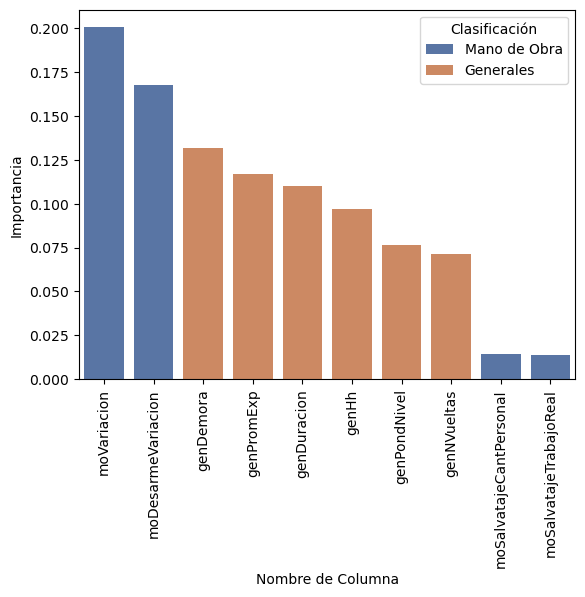 Clasificación
Mano de Obra
Generales
Importancia
0.200
0.175
0.150
0.125
0.100
0.075
0.050
0.025
0.000
moVariacion
moDesarmeVariacion
genDemora
genPromExp
genDuracion
genHh
genPondNivel
genNVueltas
moSalvatajeCantPersonal
moSalvatajeTrabajoReal
Nombre de Columna